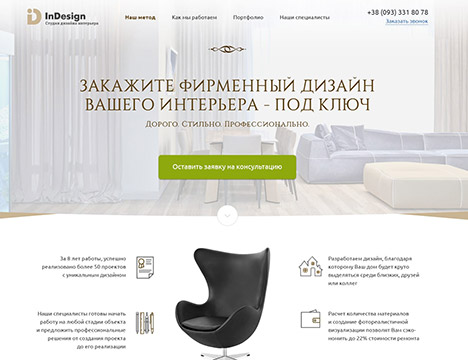 InDesign
Студия дизайна интерьера
Наш метод
Как мы работаем
Портфолио
Наши специалисты
+38 (093) 331 80 78
Заказать звонок
ЗАКАЖИТЕ ФИРМЕННЫЙ ДИЗАЙН
ВАШЕГО ИНТЕРЬЕРА - ПОД КЛЮЧ
Дорого. Стильно. Профессионально.
Оставить заявку на консультацию
За 8 лет работы, успешно
реализовано более 50 проектов
с уникальным дизайном
Разработаем дизайн, благодаря
которому Ваш дом будет круто
выделяться среди близких, друзей
или коллег
Наши специалисты готовы начать
работу на любой стадии объекта
и предложить профессиональные
решения от создания проекта
до его реализации
Расчет количества материалов
и создание фотореалистичной
визуализации позволит Вам сэко-
номить до 22% стоимости ремонта